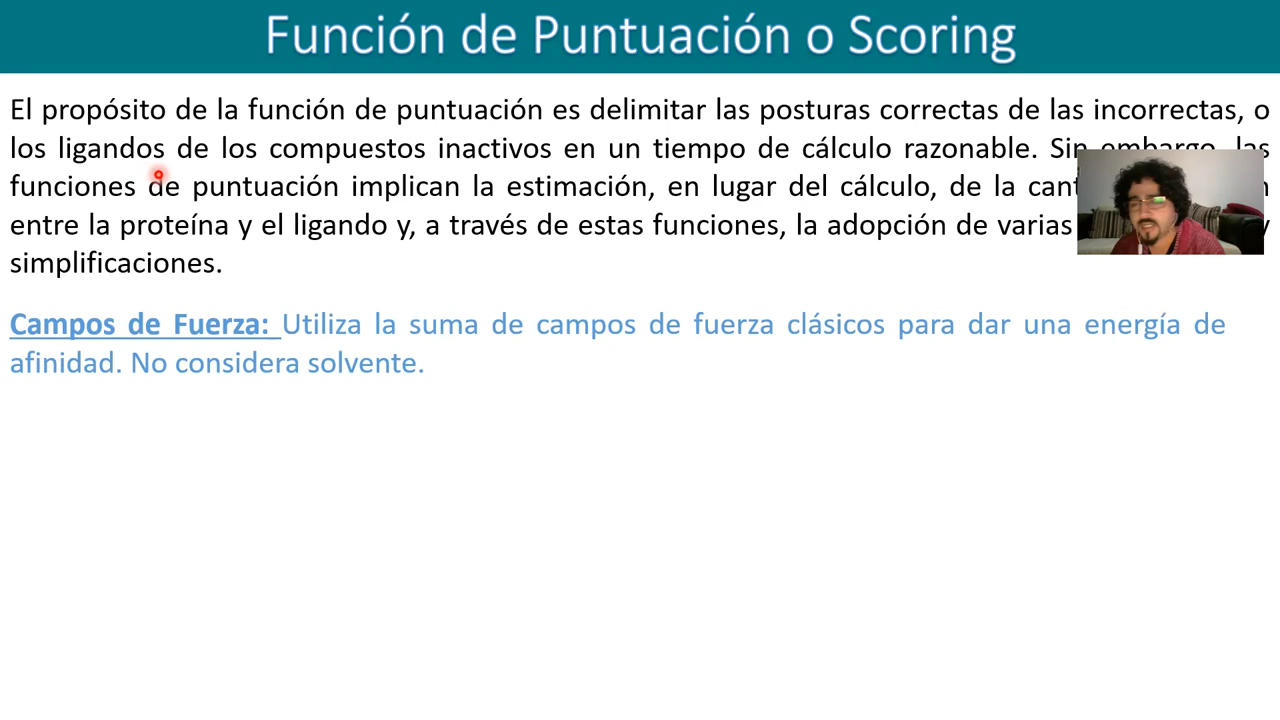 Función de Puntuación o Scoring
El propósito de la función de puntuación es delimitar las posturas correctas de las incorrectas, o
los ligandos de los compuestos inactivos en un tiempo de cálculo razonable. Sin embargo, las
funciones de puntuación implican la estimación, en lugar del cálculo, de la
entre la proteína y el ligando y, a través de estas funciones, la adopción de varias y
simplificaciones.
Campos de Fuerza: Utiliza la suma de campos de fuerza clásicos para dar una energía de
afinidad. No considera solvente.